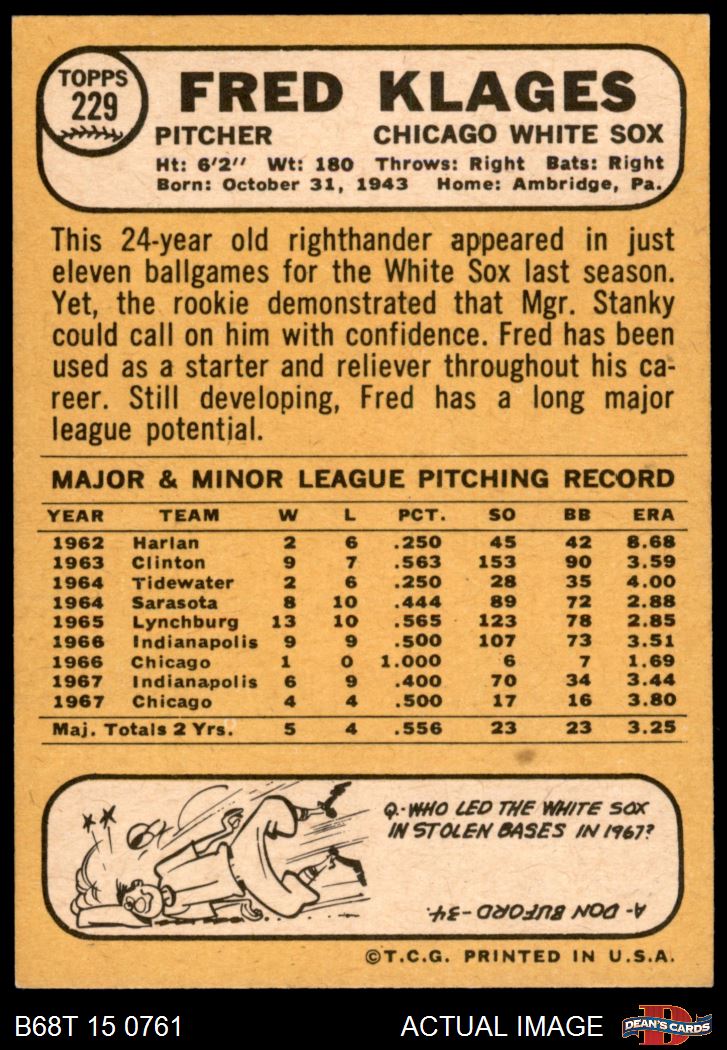 TOPPS
229
FRED KLAGES
PITCHER CHICAGO WHITE SOX
Ht: 6'2'' Wt: 180 Throws: Right Bats: Right
Born: October 31, 1943 Home: Ambridge, Pa.
This 24-year old righthander appeared in just
eleven ballgames for the White Sox last season.
Yet, the rookie demonstrated that Mgr. Stanky
could call on him with confidence. Fred has been
used as a starter and reliever throughout his ca-
reer. Still developing, Fred has a long major
league potential.
MAJOR & MINOR LEAGUE PITCHING RECORD
YEAR TEAM W L PCT. SO BB ERA
1962 Harlan 2 6 .250 45 42 8.68
1963 Clinton 9 7 .563 153 90 3.59
1964 Tidewater 2 6 .250 28 35 4.00
1964 Sarasota 8 10 .444 89 72 2.88
1965 Lynchburg 13 10 .565 123 78 2.85
1966 Indianapolis 9 9 .500 107 73 3.51
1966 Chicago 1 0 1.000 6 7 1.69
1967 Indianapolis 6 9 .400 70 34 3.44
1967 Chicago 4 4 .500 17 16 3.80
Maj. Totals 2 Yrs. 5 4 .556 23 23 3.25
Q.-WHO LED THE WHITE SOX
IN STOLEN BASES IN 1967?
A- DON BUFORD-34.
©T.C.G. PRINTED IN U.S.A.
B68T 15 0761 ACTUAL IMAGE
D
DEAN'S CARDS